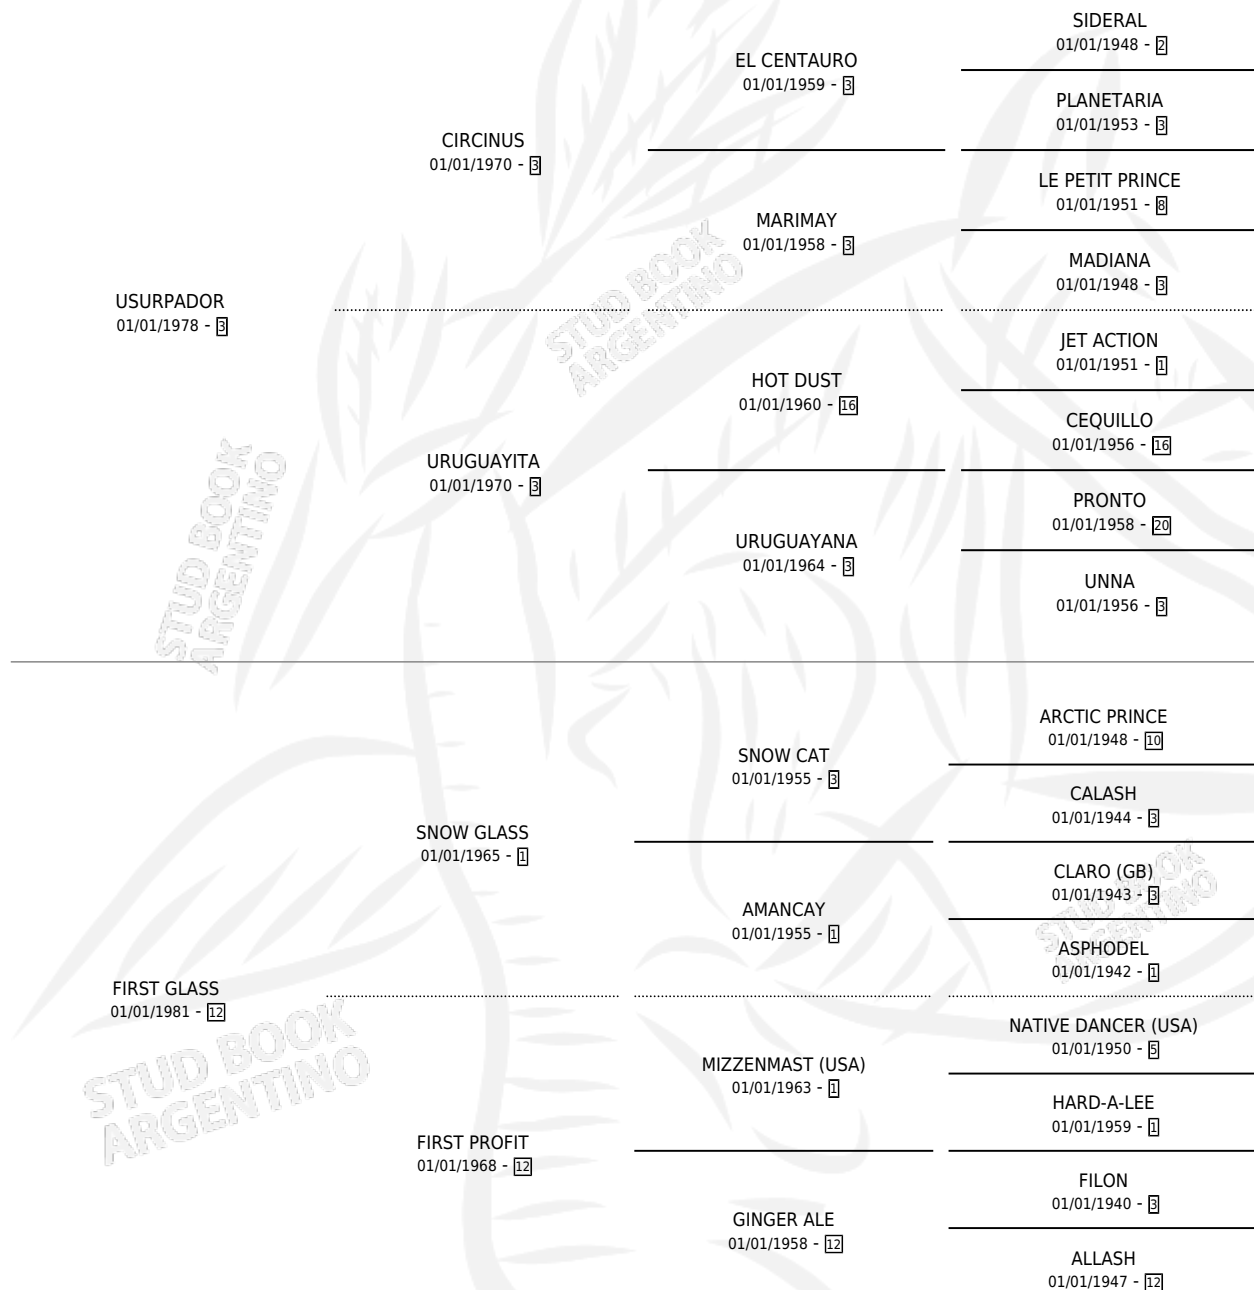 SIDERAL
01/01/1948 - 2
EL CENTAURO
01/01/1959 - 3
PLANETARIA
01/01/1953 - 3
CIRCINUS
01/01/1970 - 3
LE PETIT PRINCE
01/01/1951 - 8
MARIMAY
01/01/1958 - 3
MADIANA
01/01/1948 - 3
USURPADOR
01/01/1978 - 3
JET ACTION
01/01/1951 - 1
HOT DUST
01/01/1960 - 16
CEQUILLO
01/01/1956 - 16
URUGUAYITA
01/01/1970 - 3
PRONTO
01/01/1958 - 20
URUGUAYANA
01/01/1964 - 3
UNNA
01/01/1956 - 3
ARCTIC PRINCE
01/01/1948 - 10
SNOW CAT
01/01/1955 - 3
CALASH
01/01/1944 - 3
SNOW GLASS
01/01/1965 - 1
CLARO (GB)
01/01/1943 - 3
AMANCAY
01/01/1955 - 1
ASPHODEL
01/01/1942 - 1
FIRST GLASS
01/01/1981 - 12
NATIVE DANCER (USA)
01/01/1950 - 5
MIZZENMAST (USA)
01/01/1963 - 1
HARD-A-LEE
01/01/1959 - 1
FIRST PROFIT
01/01/1968 - 12
FILON
01/01/1940 - 3
GINGER ALE
01/01/1958 - 12
ALLASH
01/01/1947 - 12
STUD BOOK
ARGENTINO
STUD BOOK
ARGENTINO
STUD BOOK
ARGENTINO
STUD BOOK
ARGENTINO